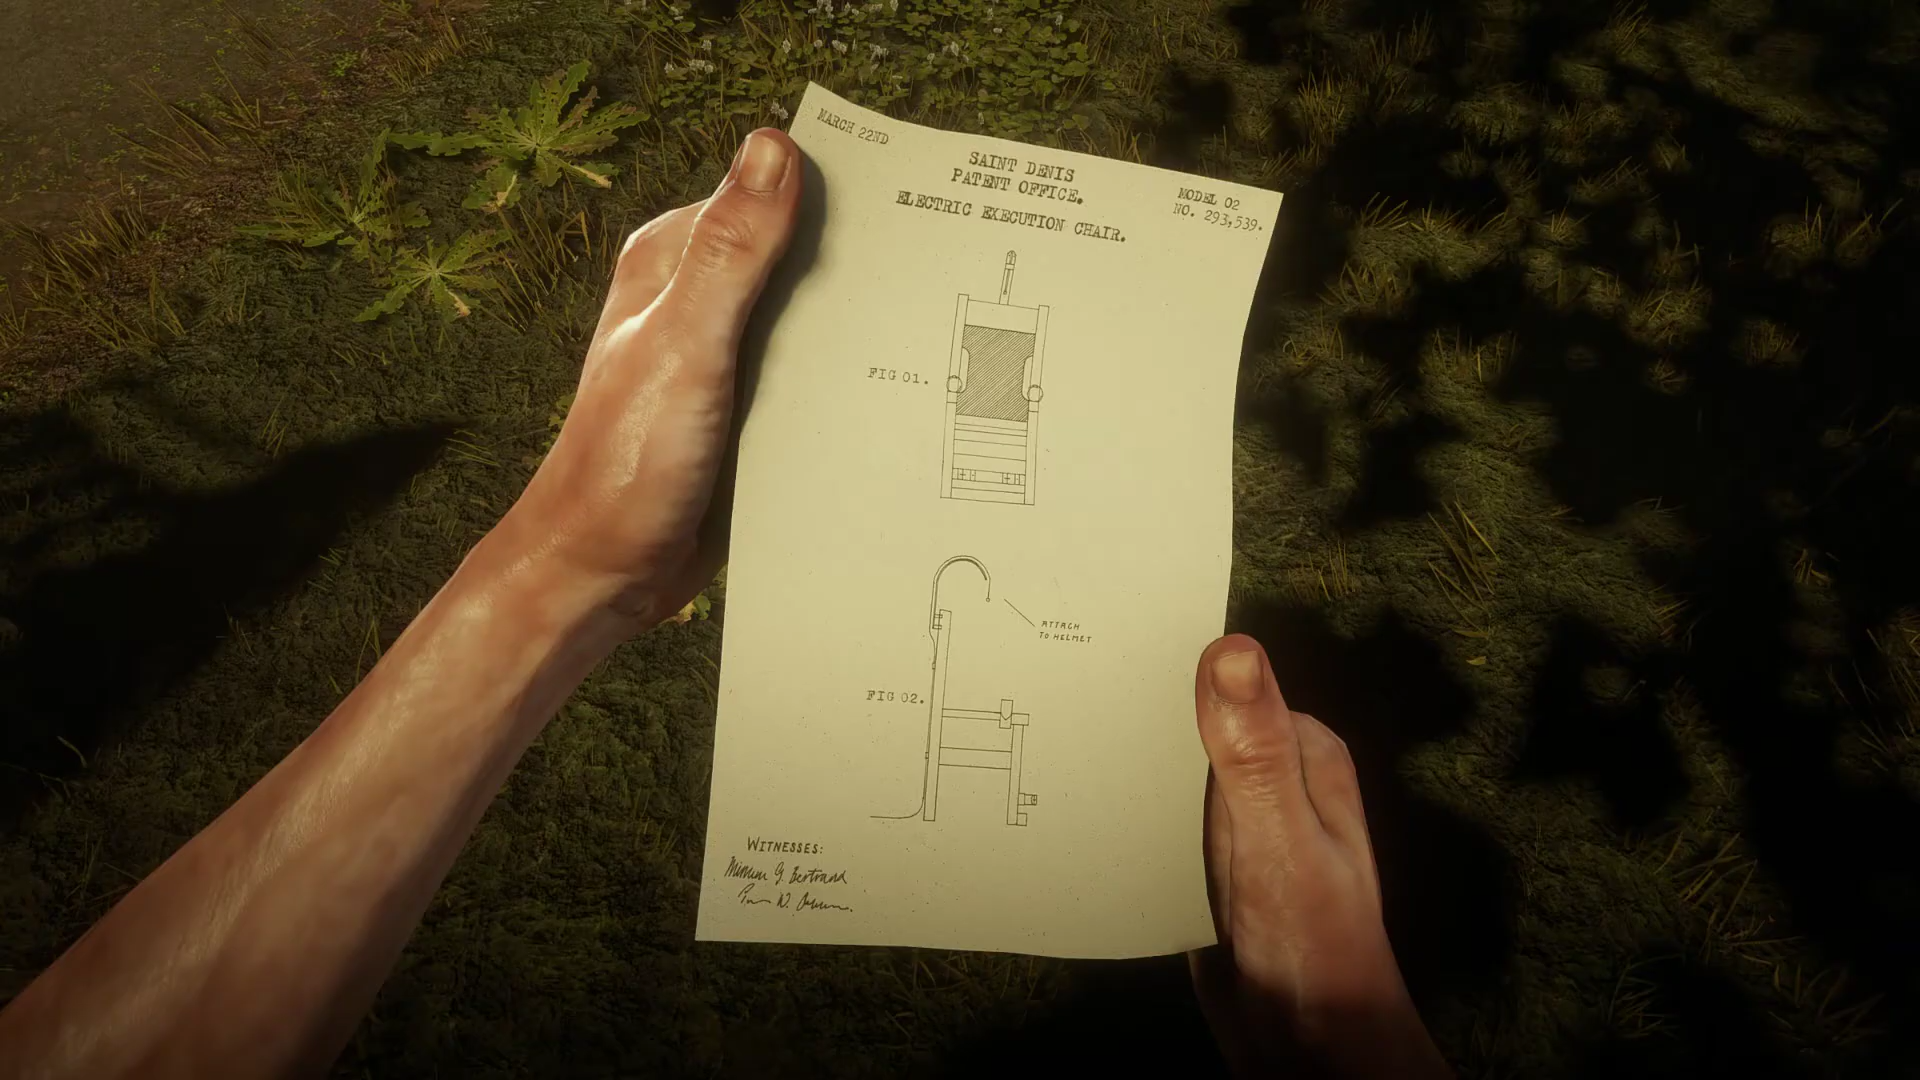 MARCH 22ND
SAINT DENIS
PATENT OFFICE.
ELECTRIC EXECUTION CHAIR.
MODEL 02
NO. 293,539.
FIG 01.
ATTACH
TO HELMET
FIG 02.
WITNESSES:
G. Bertrand
W.